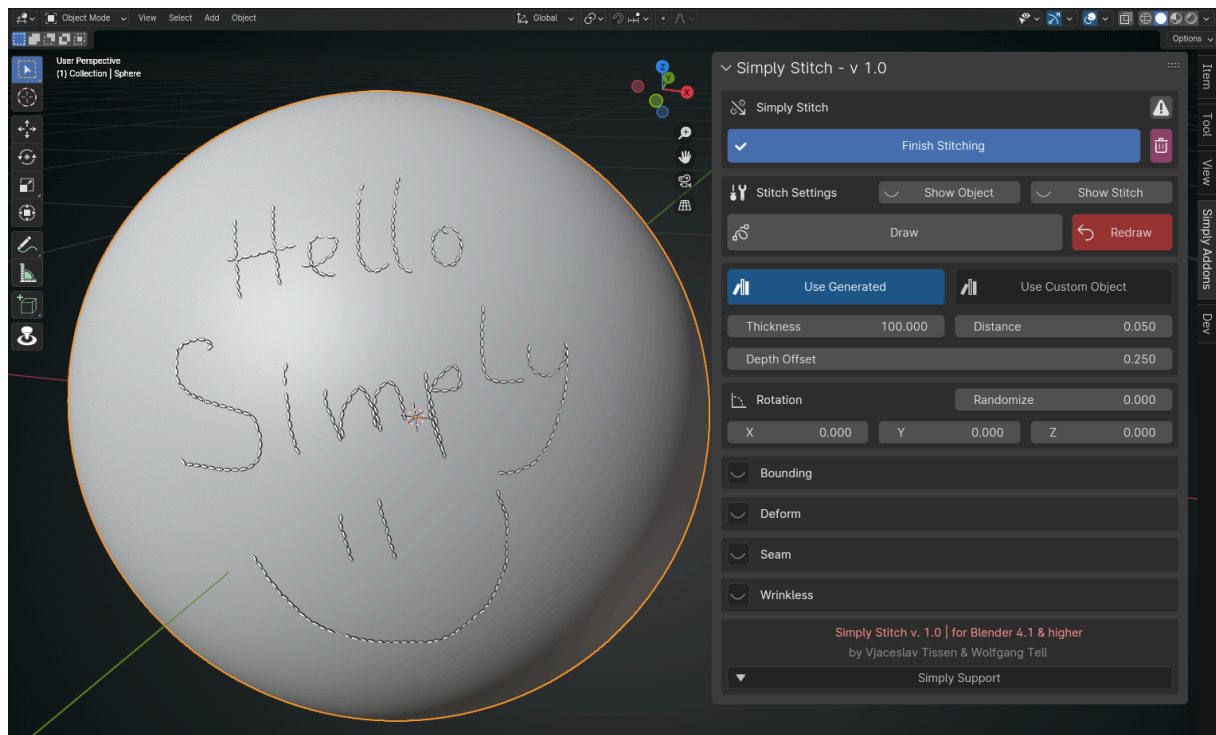 Object Mode View Select Add Object Global
Options
User Perspective
(1) Collection | Sphere
Z
Y
X
Hello
Simply
Simply Stitch - v 1.0
Simply Stitch
Finish Stitching
Stitch Settings Show Object Show Stitch
Draw Redraw
Use Generated Use Custom Object
Thickness 100.000 Distance 0.050
Depth Offset 0.250
Rotation Randomize 0.000
X 0.000 Y 0.000 Z 0.000
Bounding
Deform
Seam
Wrinkless
Simply Stitch v. 1.0 | for Blender 4.1 & higher
by Vjaceslav Tissen & Wolfgang Tell
Simply Support
Item
Tool
View
Simply Addons
Dev